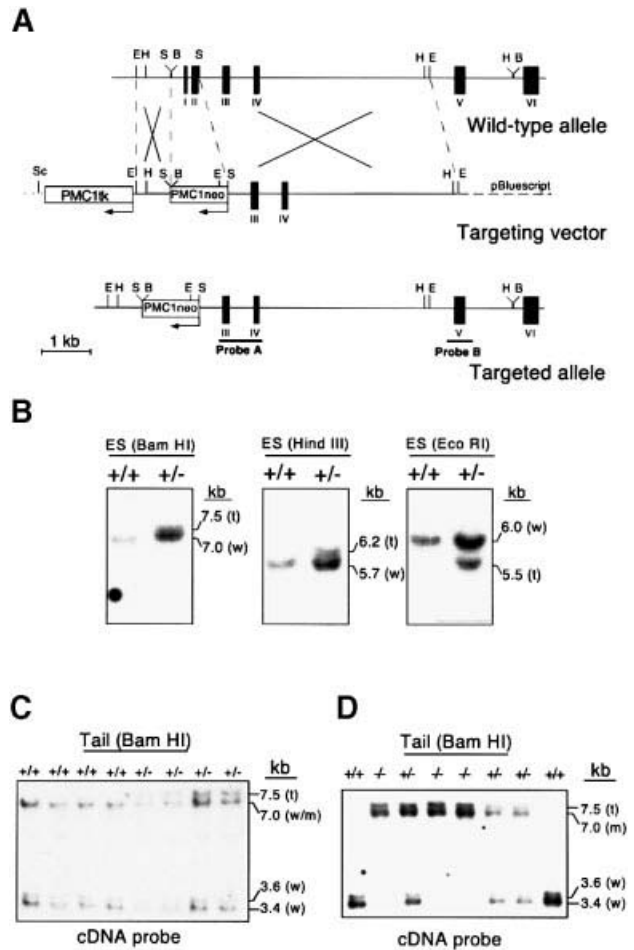 A
E H S B S H E H B
I II III IV V VI
Wild-type allele
Sc E H S B E S H E pBluescript
PMC1tk PMC1neo
III IV
Targeting vector
E H S B E S H E H B
PMC1neo
III IV V VI
1 kb Probe A Probe B
Targeted allele
B
ES (Bam HI) ES (Hind III) ES (Eco RI)
+/+ +/- kb +/+ +/- kb +/+ +/- kb
7.5 (t) 6.2 (t) 6.0 (w)
7.0 (w) 5.7 (w) 5.5 (t)
C
Tail (Bam HI)
+/+ +/+ +/+ +/+ +/- +/- +/- +/- kb
7.5 (t)
7.0 (w/m)
3.6 (w)
3.4 (w)
cDNA probe
D
Tail (Bam HI)
+/+ -/- +/- -/- -/- +/- +/- +/+ kb
7.5 (t)
7.0 (m)
3.6 (w)
3.4 (w)
cDNA probe